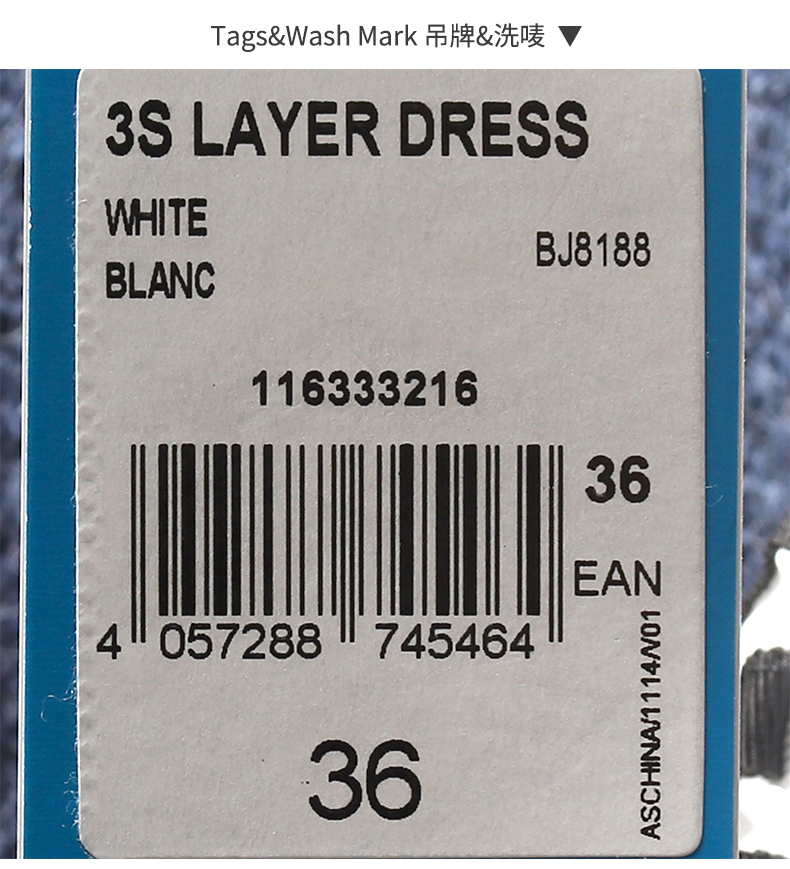 Tags&Wash Mark 吊牌&洗唛 ▼
3S LAYER DRESS
WHITE
BLANC
BJ8188
116333216
36
EAN
4 057288 745464
ASCHINA/1114/V01
36